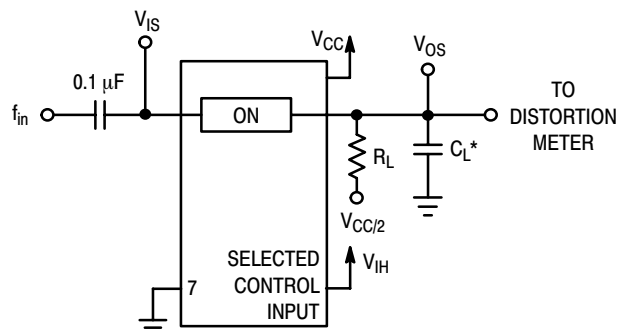 V_IS
V_CC
V_OS
0.1 µF
f_in
ON
TO
DISTORTION
METER
R_L
C_L*
V_CC/2
SELECTED
CONTROL
INPUT
V_IH
7